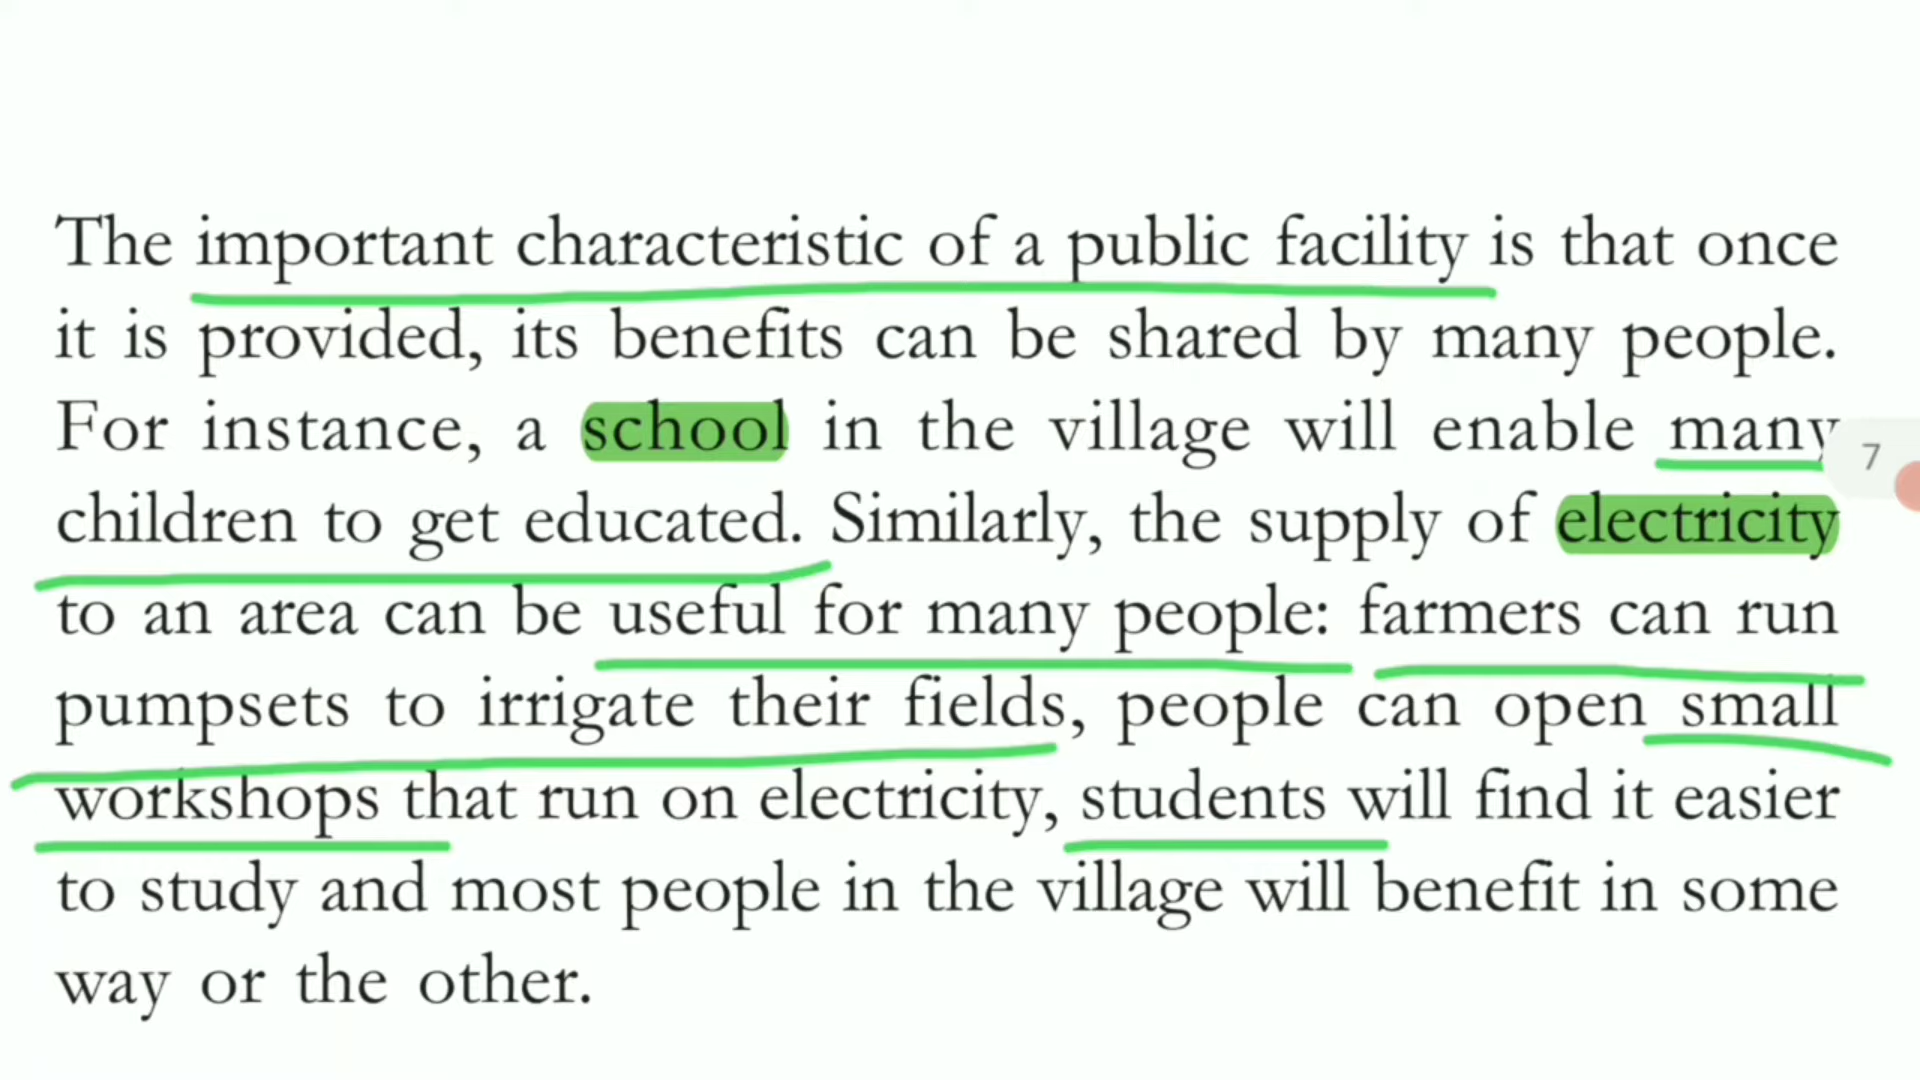 The important characteristic of a public facility is that once
it is provided, its benefits can be shared by many people.
For instance, a school in the village will enable many
7
children to get educated. Similarly, the supply of electricity
to an area can be useful for many people: farmers can run
pumpsets to irrigate their fields, people can open small
workshops that run on electricity, students will find it easier
to study and most people in the village will benefit in some
way or the other.